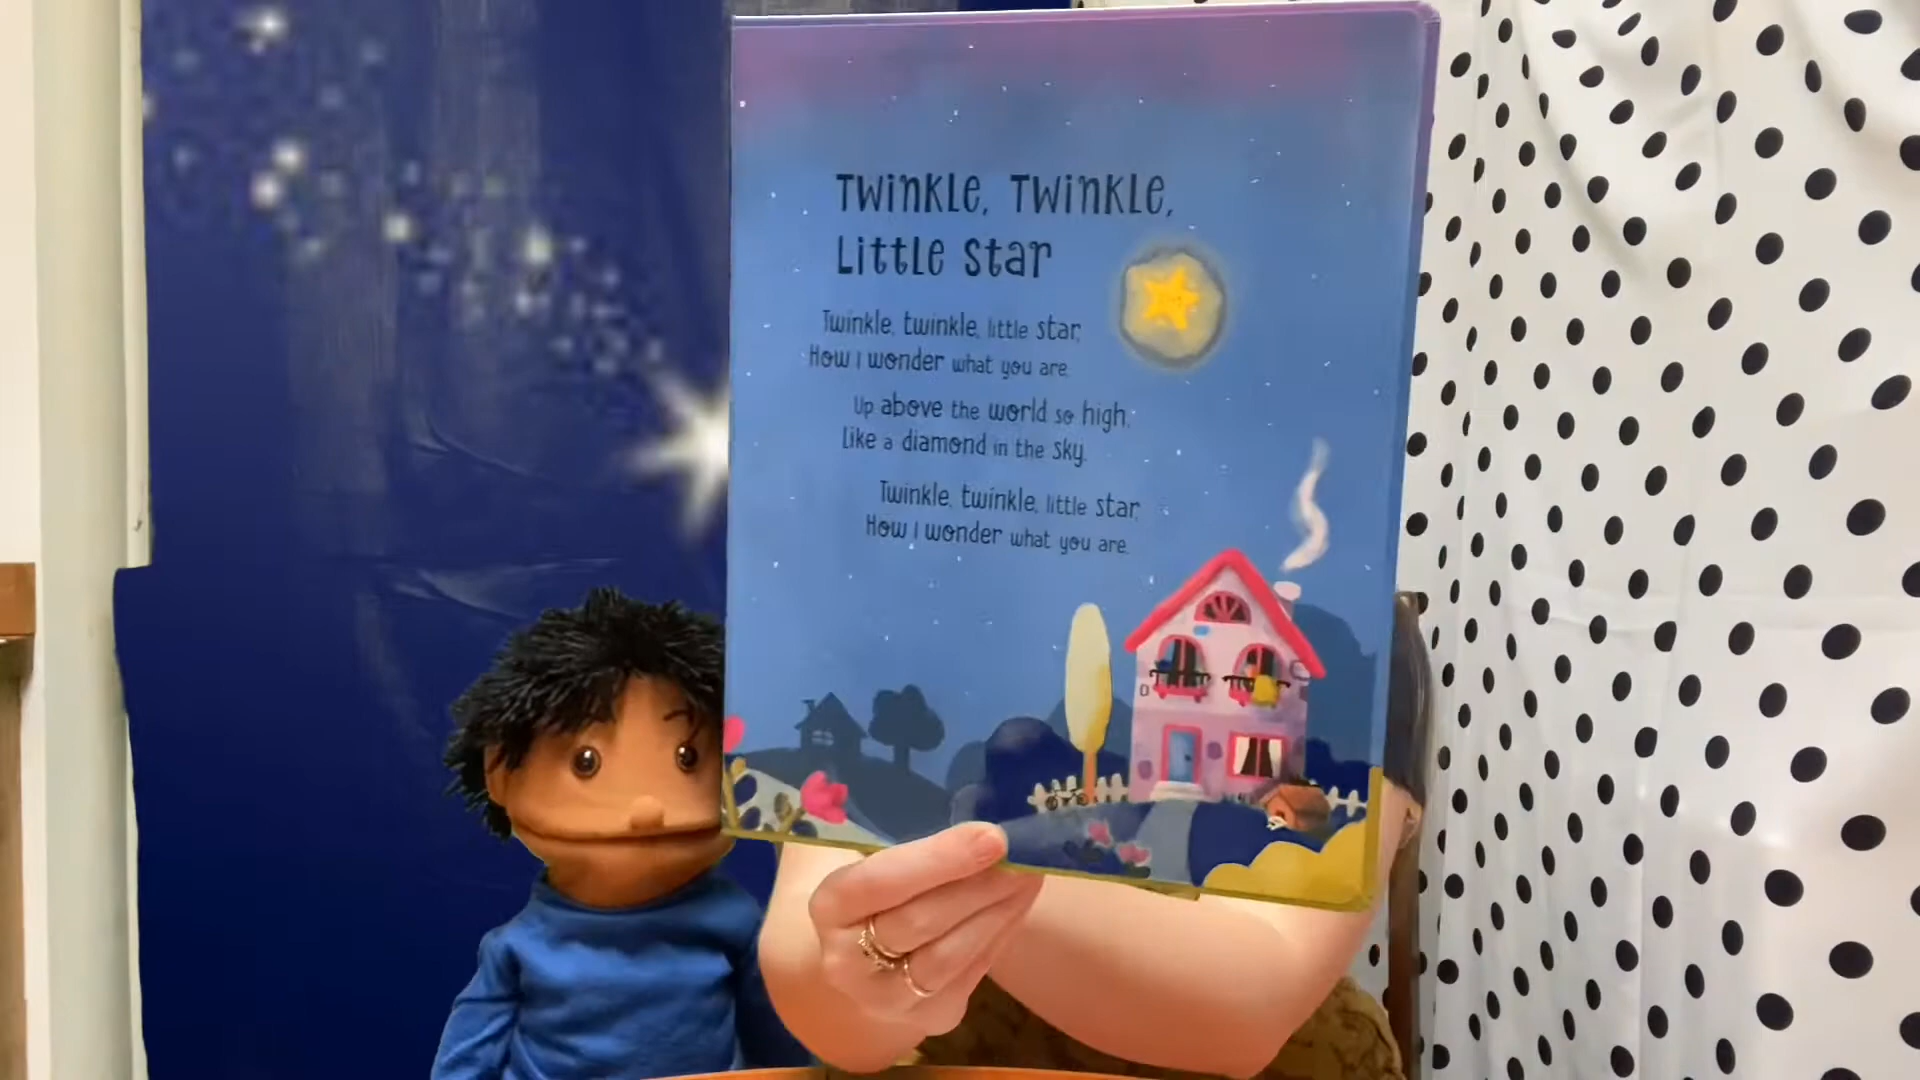 Twinkle, Twinkle,
Little Star
Twinkle, twinkle, little star,
How I wonder what you are.
Up above the world so high,
Like a diamond in the sky.
Twinkle, twinkle, little star,
How I wonder what you are.